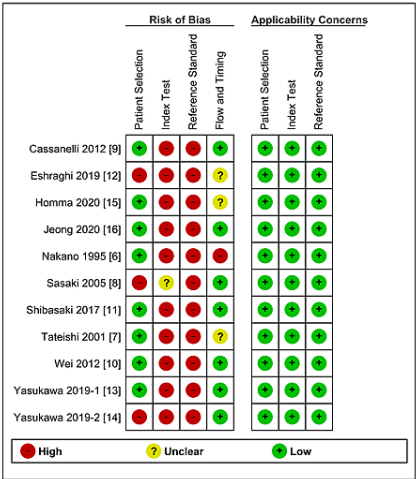 Risk of Bias Applicability Concerns
Patient Selection Index Test Reference Standard Flow and Timing Patient Selection Index Test Reference Standard
Cassanelli 2012 [9] + - - + + + +
Eshraghi 2019 [12] - - - ? + + +
Homma 2020 [15] + - - ? + + +
Jeong 2020 [16] + - - + + + +
Nakano 1995 [6] + - - - + + +
Sasaki 2005 [8] - ? - + + + +
Shibasaki 2017 [11] + - - + + + +
Tateishi 2001 [7] + - - ? + + +
Wei 2012 [10] + - - + + + +
Yasukawa 2019-1 [13] + - - + + + +
Yasukawa 2019-2 [14] - - - + + + +
- High ? Unclear + Low